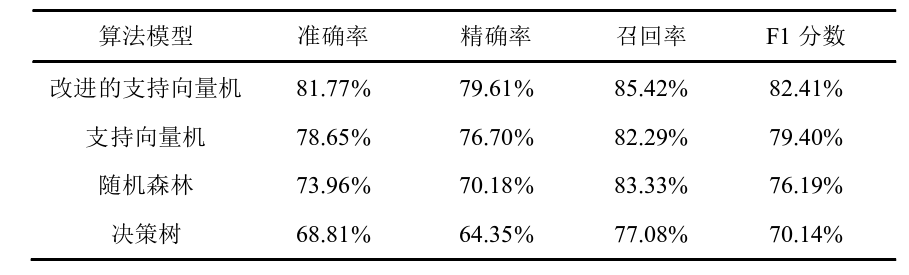 算法模型 准确率 精确率 召回率 F1 分数
改进的支持向量机 81.77% 79.61% 85.42% 82.41%
支持向量机 78.65% 76.70% 82.29% 79.40%
随机森林 73.96% 70.18% 83.33% 76.19%
决策树 68.81% 64.35% 77.08% 70.14%